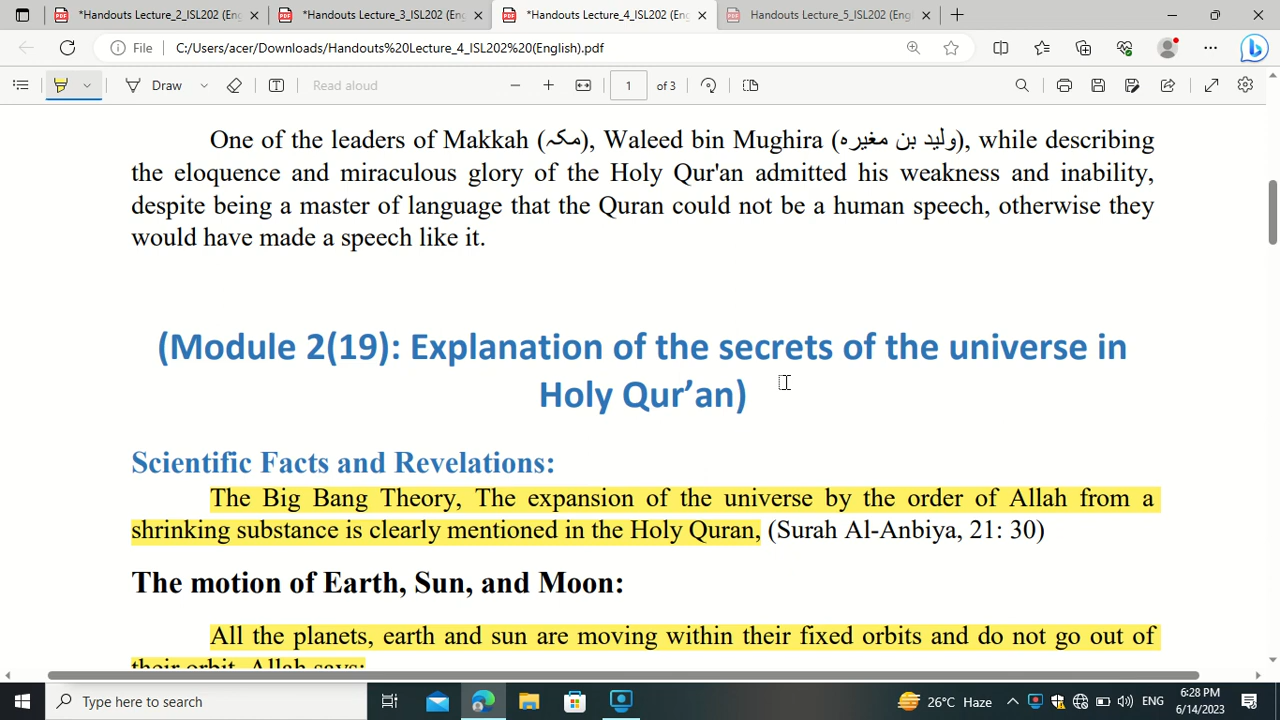 *Handouts Lecture_2_ISL202 (Eng
*Handouts Lecture_3_ISL202 (Eng
*Handouts Lecture_4_ISL202 (Eng
Handouts Lecture_5_ISL202 (Engl
File
C:/Users/acer/Downloads/Handouts%20Lecture_4_ISL202%20(English).pdf
Draw
Read aloud
1 of 3
One of the leaders of Makkah (مکہ), Waleed bin Mughira (ولید بن مغیرہ), while describing
the eloquence and miraculous glory of the Holy Qur'an admitted his weakness and inability,
despite being a master of language that the Quran could not be a human speech, otherwise they
would have made a speech like it.
(Module 2(19): Explanation of the secrets of the universe in
Holy Qur’an)
Scientific Facts and Revelations:
The Big Bang Theory, The expansion of the universe by the order of Allah from a
shrinking substance is clearly mentioned in the Holy Quran, (Surah Al-Anbiya, 21: 30)
The motion of Earth, Sun, and Moon:
All the planets, earth and sun are moving within their fixed orbits and do not go out of
their orbit. Allah says:
Type here to search
26°C Haze
ENG
6:28 PM
6/14/2023